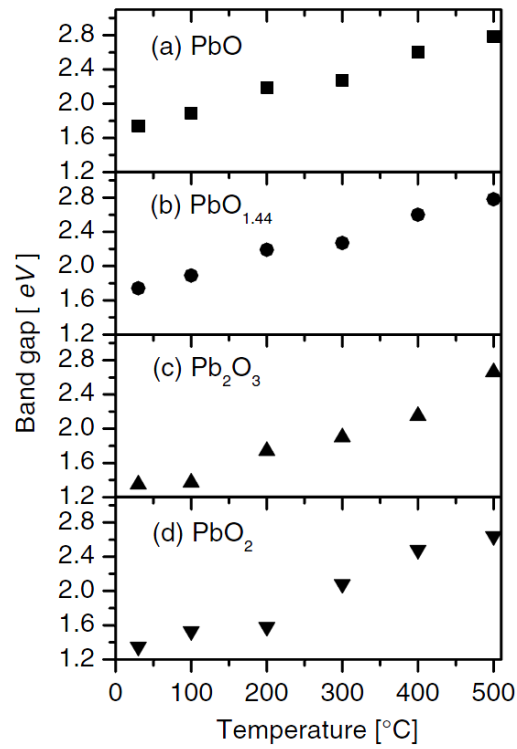 Band gap [ eV]
2.8
2.4
2.0
1.6
1.2
(a) PbO
2.8
2.4
2.0
1.6
1.2
(b) PbO₁.₄₄
2.8
2.4
2.0
1.6
1.2
(c) Pb₂O₃
2.8
2.4
2.0
1.6
1.2
(d) PbO₂
0 100 200 300 400 500
Temperature [°C]